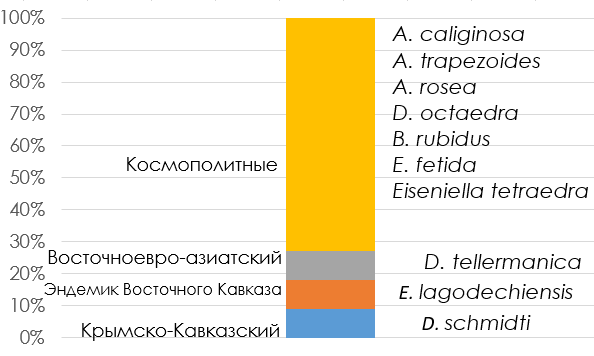 100%
A. caliginosa
90%
A. trapezoides
80%
A. rosea
70%
D. octaedra
B. rubidus
60%
Космополитные
E. fetida
50%
Eiseniella tetraedra
40%
30%
Восточноевро-азиатский
D. tellermanica
20%
Эндемик Восточного Кавказа
E. lagodechiensis
10%
Крымско-Кавказский
D. schmidti
0%